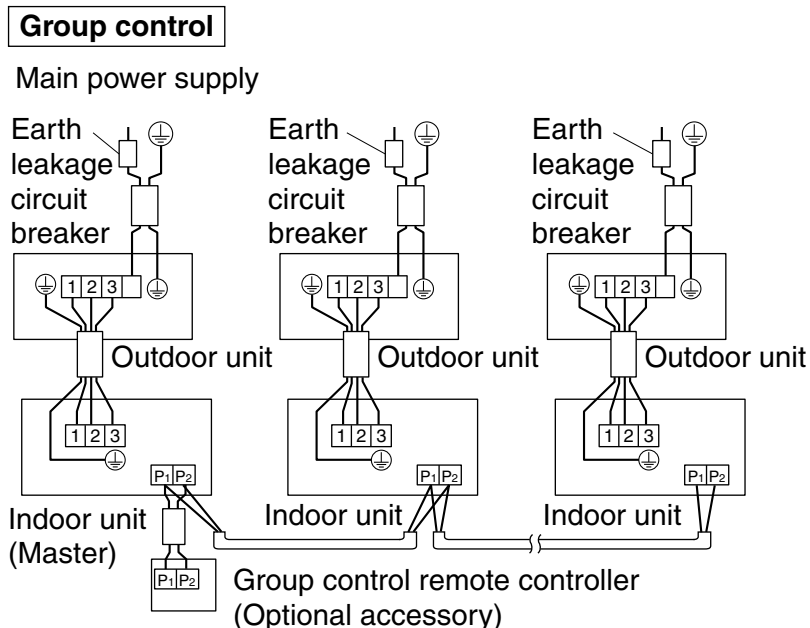 Group control
Main power supply
Earth
leakage
circuit
breaker
Earth
leakage
circuit
breaker
Earth
leakage
circuit
breaker
1 2 3
1 2 3
1 2 3
Outdoor unit
Outdoor unit
Outdoor unit
1 2 3
1 2 3
1 2 3
P1 P2
P1 P2
P1 P2
Indoor unit
(Master)
Indoor unit
Indoor unit
P1 P2
Group control remote controller
(Optional accessory)